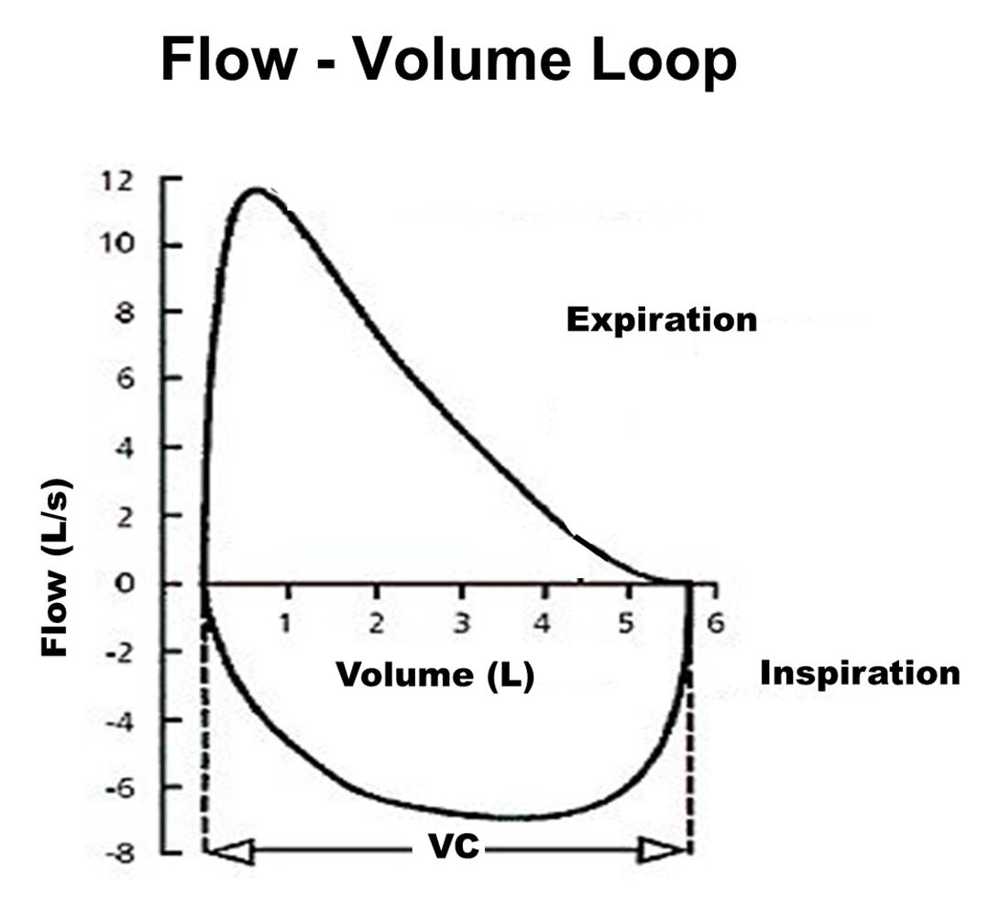 Flow - Volume Loop
12
10
8
6
4
2
0
-2
-4
-6
-8
Flow (L/s)
Expiration
1 2 3 4 5 6
Volume (L)
Inspiration
VC